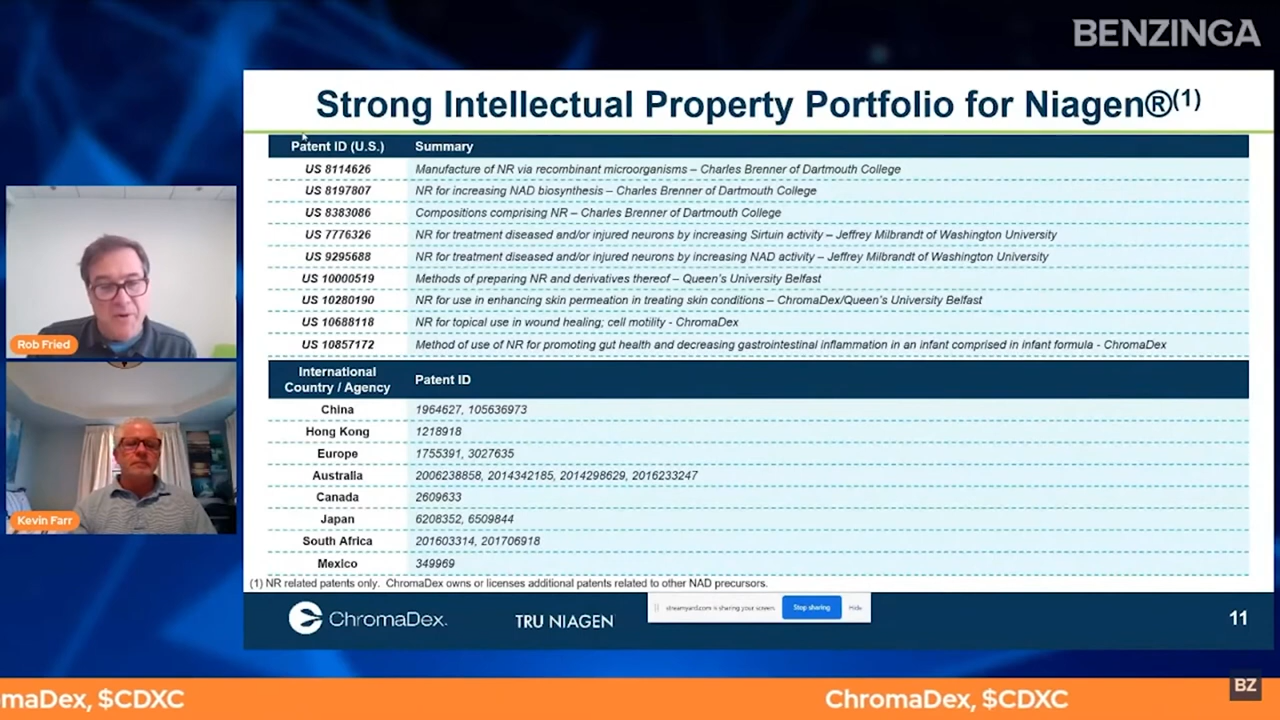 BENZINGA
Strong Intellectual Property Portfolio for Niagen®(1)
Patent ID (U.S.) Summary
US 8114626 Manufacture of NR via recombinant microorganisms – Charles Brenner of Dartmouth College
US 8197807 NR for increasing NAD biosynthesis – Charles Brenner of Dartmouth College
US 8383086 Compositions comprising NR – Charles Brenner of Dartmouth College
US 7776326 NR for treatment diseased and/or injured neurons by increasing Sirtuin activity – Jeffrey Milbrandt of Washington University
US 9295688 NR for treatment diseased and/or injured neurons by increasing NAD activity – Jeffrey Milbrandt of Washington University
US 10000519 Methods of preparing NR and derivatives thereof – Queen's University Belfast
US 10280190 NR for use in enhancing skin permeation in treating skin conditions – ChromaDex/Queen's University Belfast
US 10688118 NR for topical use in wound healing; cell motility - ChromaDex
US 10857172 Method of use of NR for promoting gut health and decreasing gastrointestinal inflammation in an infant comprised in infant formula - ChromaDex
International
Country / Agency Patent ID
China 1964627, 105636973
Hong Kong 1218918
Europe 1755391, 3027635
Australia 2006238858, 2014342185, 2014298629, 2016233247
Canada 2609633
Japan 6208352, 6509844
South Africa 201603314, 201706918
Mexico 349969
(1) NR related patents only. ChromaDex owns or licenses additional patents related to other NAD precursors.
Rob Fried
Kevin Farr
ChromaDex. TRU NIAGEN
streamyard.com is sharing your screen. Stop sharing Hide
11
maDex, $CDXC ChromaDex, $CDXC
BZ